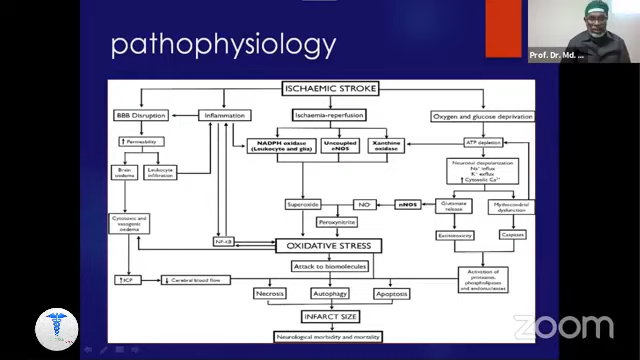 pathophysiology
Prof. Dr. Md. ...
ISCHAEMIC STROKE
BBB Disruption
Inflammation
Ischaemia-reperfusion
Oxygen and glucose deprivation
↑ Permeability
NADPH oxidase
(Leukocyte and glia)
Uncoupled
nNOS
Xanthine
oxidase
ATP depletion
Brain
oedema
Leukocyte
infiltration
Neuronal depolarization
Na⁺ influx
K⁺ efflux
↑ Cytosolic Ca²⁺
Superoxide
NO·
nNOS
Glutamate
release
Mythocondrial
dysfunction
Cytotoxic and
vasogenic
oedema
Peroxynitrite
NF-KB
OXIDATIVE STRESS
Excitotoxicity
Caspases
Attack to biomolecules
↑ ICP
↓ Cerebral blood flow
Activation of
proteases,
phospholipases
and endonucleases
Necrosis
Autophagy
Apoptosis
INFARCT SIZE
Neurological morbidity and mortality
zoom